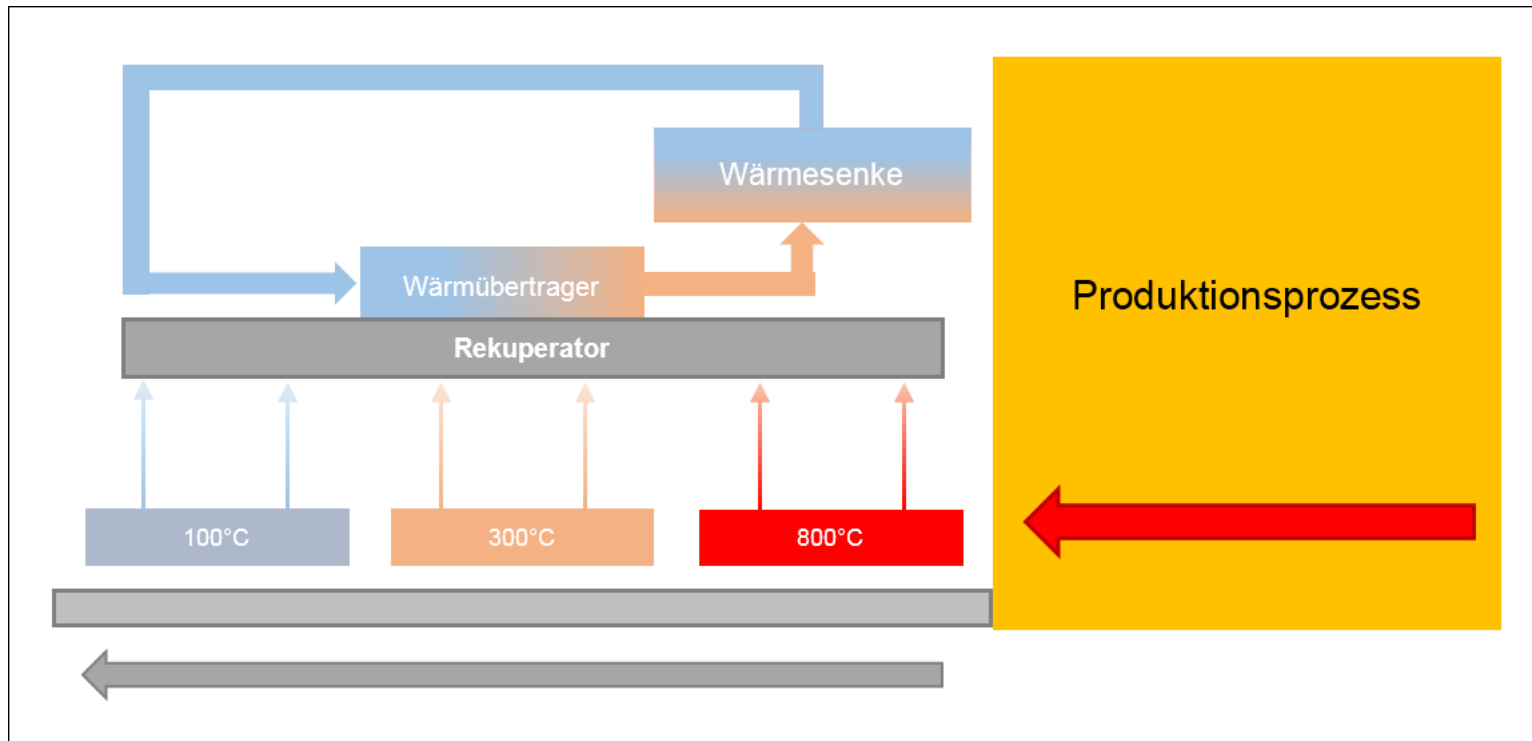 Wärmesenke
Wärmübertrager
Produktionsprozess
Rekuperator
100°C
300°C
800°C